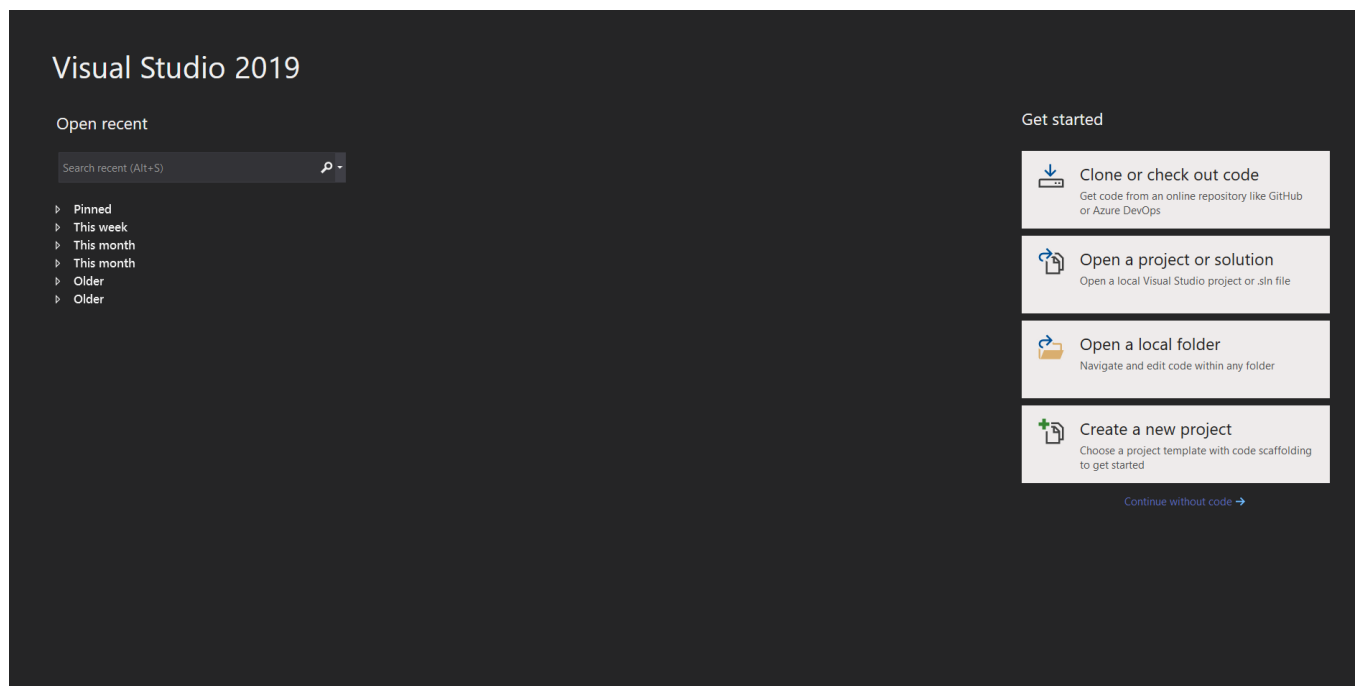 Visual Studio 2019
Open recent
Search recent (Alt+S)
Pinned
This week
This month
This month
Older
Older
Get started
Clone or check out code
Get code from an online repository like GitHub
or Azure DevOps
Open a project or solution
Open a local Visual Studio project or .sln file
Open a local folder
Navigate and edit code within any folder
Create a new project
Choose a project template with code scaffolding
to get started
Continue without code →